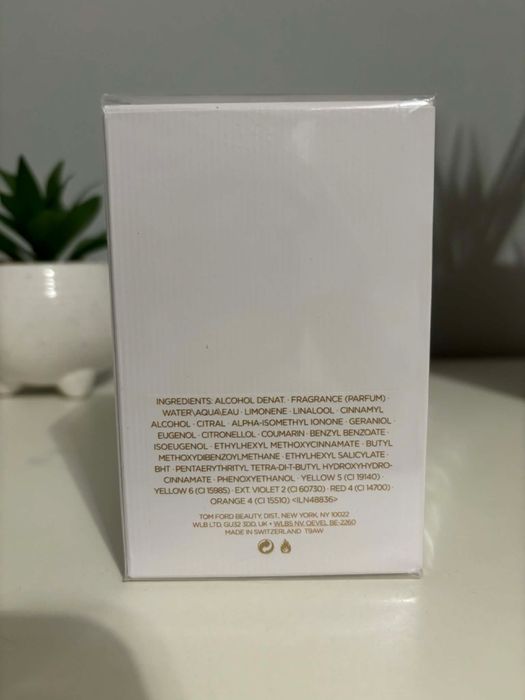 INGREDIENTS: ALCOHOL DENAT. · FRAGRANCE (PARFUM) ·
WATER\AQUA\EAU · LIMONENE · LINALOOL · CINNAMYL
ALCOHOL · CITRAL · ALPHA-ISOMETHYL IONONE · GERANIOL ·
EUGENOL · CITRONELLOL · COUMARIN · BENZYL BENZOATE ·
ISOEUGENOL · ETHYLHEXYL METHOXYCINNAMATE · BUTYL
METHOXYDIBENZOYLMETHANE · ETHYLHEXYL SALICYLATE ·
BHT · PENTAERYTHRITYL TETRA-DI-T-BUTYL HYDROXYHYDRO-
CINNAMATE · PHENOXYETHANOL · YELLOW 5 (CI 19140) ·
YELLOW 6 (CI 15985) · EXT. VIOLET 2 (CI 60730) · RED 4 (CI 14700) ·
ORANGE 4 (CI 15510) <ILN48836>
TOM FORD BEAUTY, DIST. NEW YORK, NY 10022
WLB LTD, GU32 3DD, UK • WLBS NV, OEVEL BE-2260
MADE IN SWITZERLAND T9AW